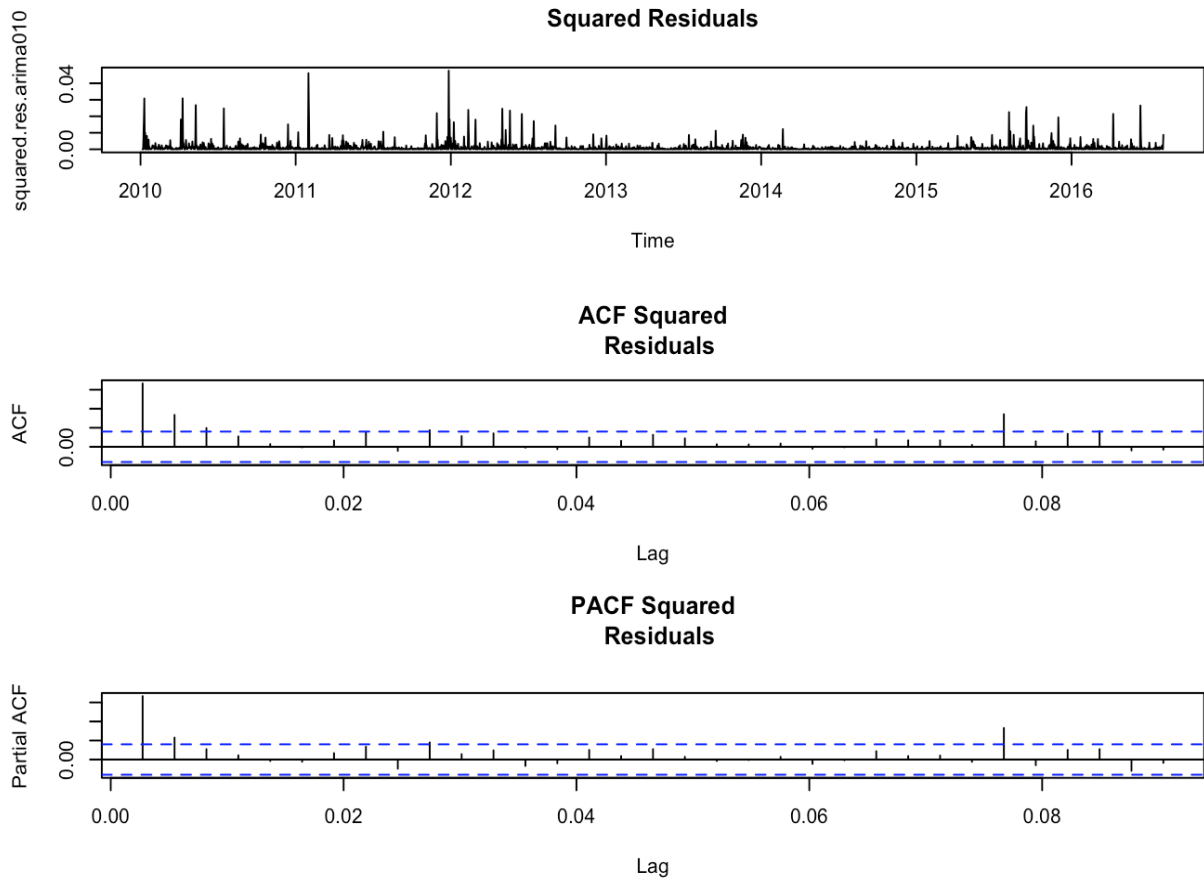 Squared Residuals
squared.res.arima010
0.04
0.00
2010 2011 2012 2013 2014 2015 2016
Time
ACF Squared
Residuals
ACF
0.00
0.00 0.02 0.04 0.06 0.08
Lag
PACF Squared
Residuals
Partial ACF
0.00
0.00 0.02 0.04 0.06 0.08
Lag